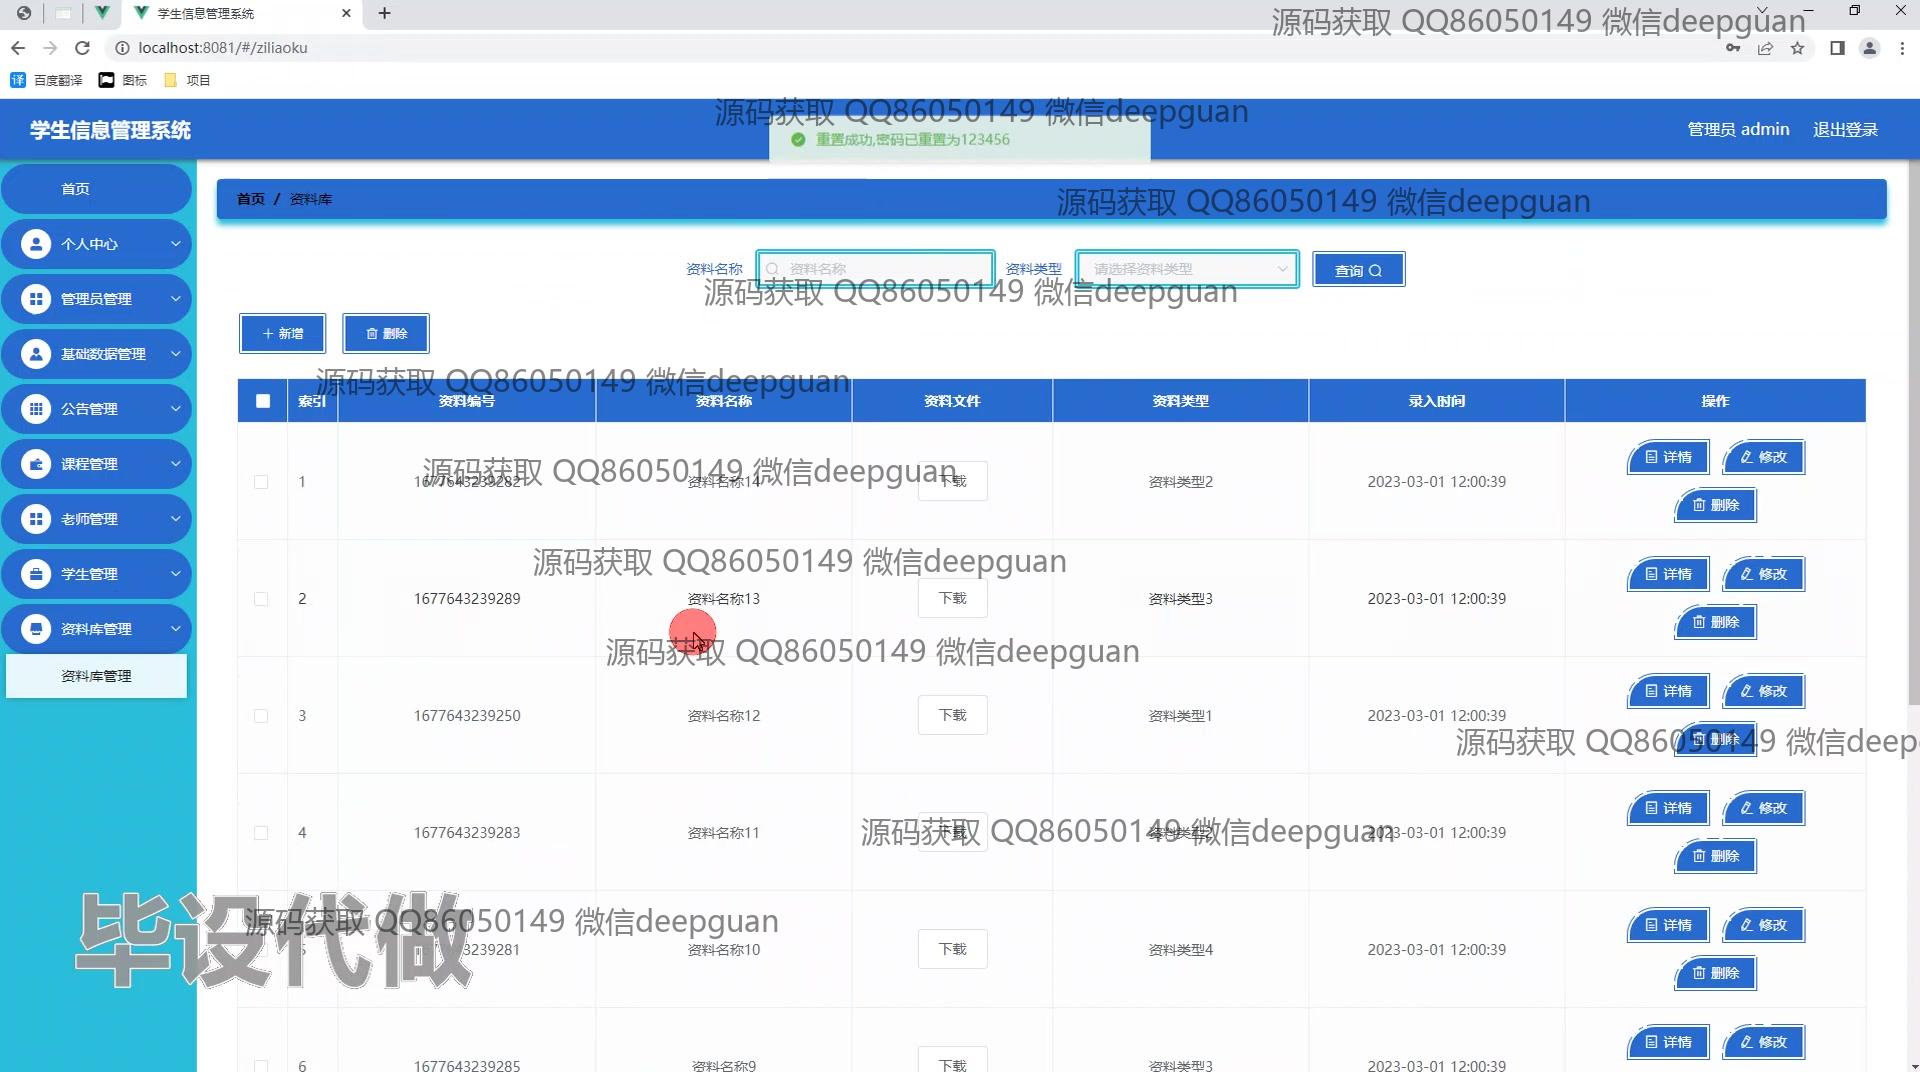 学生信息管理系统
源码获取 QQ86050149 微信deepguan
localhost:8081/#/ziliaoku
百度翻译 图标 项目
学生信息管理系统
源码获取 QQ86050149 微信deepguan
重置成功,密码已重置为123456
管理员 admin 退出登录
首页
首页 / 资料库
源码获取 QQ86050149 微信deepguan
个人中心
资料名称 资料名称 资料类型 请选择资料类型 查询
源码获取 QQ86050149 微信deepguan
管理员管理
+ 新增 删除
基础数据管理
源码获取 QQ86050149 微信deepguan
索引 资料编号 资料名称 资料文件 资料类型 录入时间 操作
公告管理
课程管理
源码获取 QQ86050149 微信deepguan
1 1677643239282 资料名称14 下载 资料类型2 2023-03-01 12:00:39 详情 修改
删除
老师管理
源码获取 QQ86050149 微信deepguan
学生管理
2 1677643239289 资料名称13 下载 资料类型3 2023-03-01 12:00:39 详情 修改
删除
资料库管理
源码获取 QQ86050149 微信deepguan
资料库管理
3 1677643239250 资料名称12 下载 资料类型1 2023-03-01 12:00:39 详情 修改
删除
源码获取 QQ86050149 微信deep
4 1677643239283 资料名称11 下载 资料类型2 2023-03-01 12:00:39 详情 修改
删除
源码获取 QQ86050149 微信deepguan
源码获取 QQ86050149 微信deepguan
毕设代做
5 3239281 资料名称10 下载 资料类型4 2023-03-01 12:00:39 详情 修改
删除
6 1677643239285 资料名称9 下载 资料类型3 2023-03-01 12:00:39 详情 修改